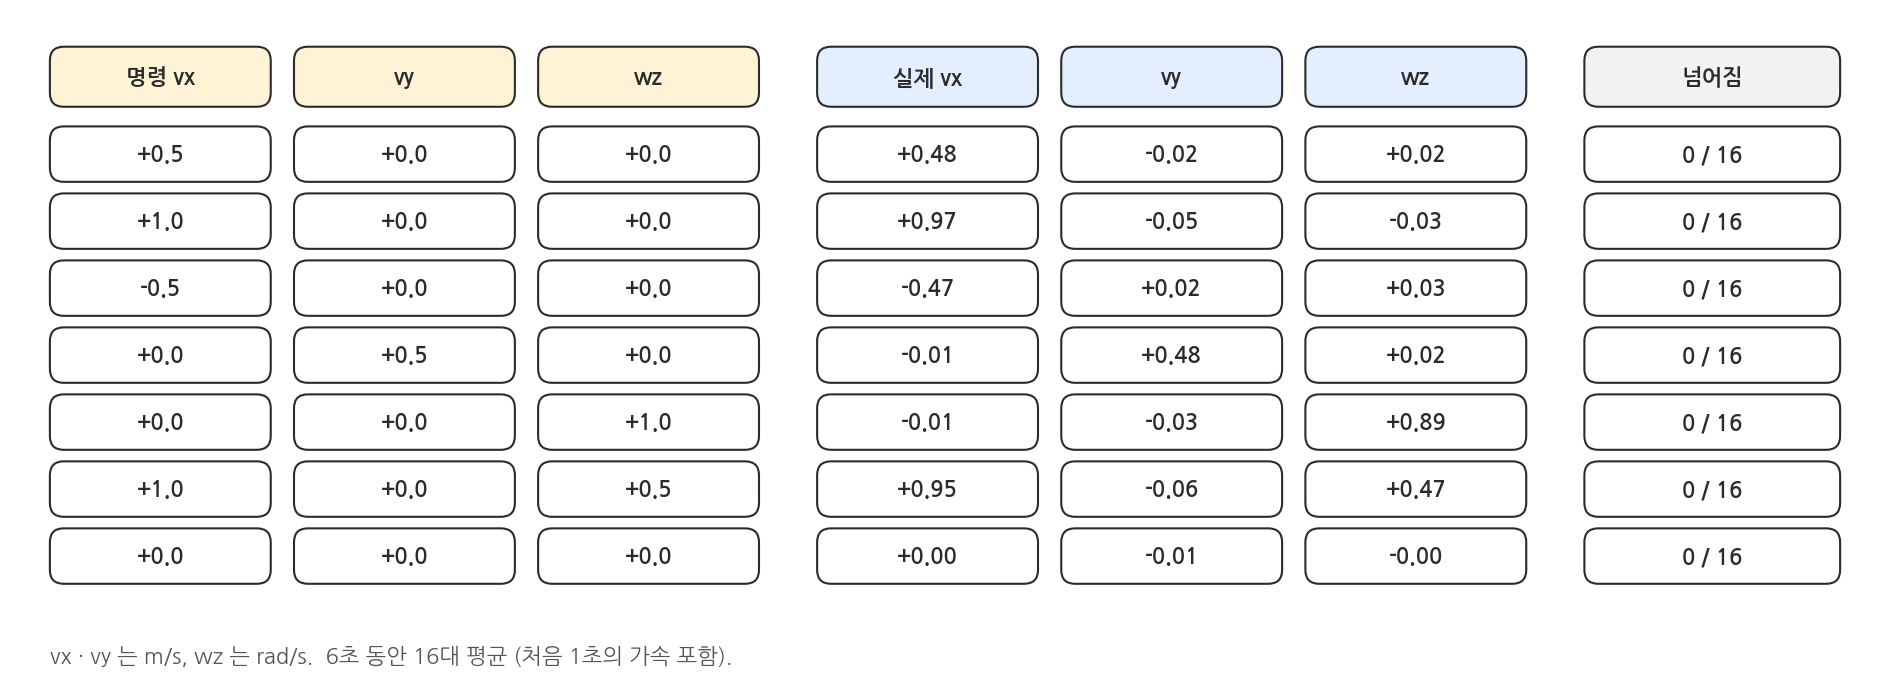 명령 vx vy wz 실제 vx vy wz 넘어짐
+0.5 +0.0 +0.0 +0.48 -0.02 +0.02 0 / 16
+1.0 +0.0 +0.0 +0.97 -0.05 -0.03 0 / 16
-0.5 +0.0 +0.0 -0.47 +0.02 +0.03 0 / 16
+0.0 +0.5 +0.0 -0.01 +0.48 +0.02 0 / 16
+0.0 +0.0 +1.0 -0.01 -0.03 +0.89 0 / 16
+1.0 +0.0 +0.5 +0.95 -0.06 +0.47 0 / 16
+0.0 +0.0 +0.0 +0.00 -0.01 -0.00 0 / 16
vx · vy 는 m/s, wz 는 rad/s. 6초 동안 16대 평균 (처음 1초의 가속 포함).